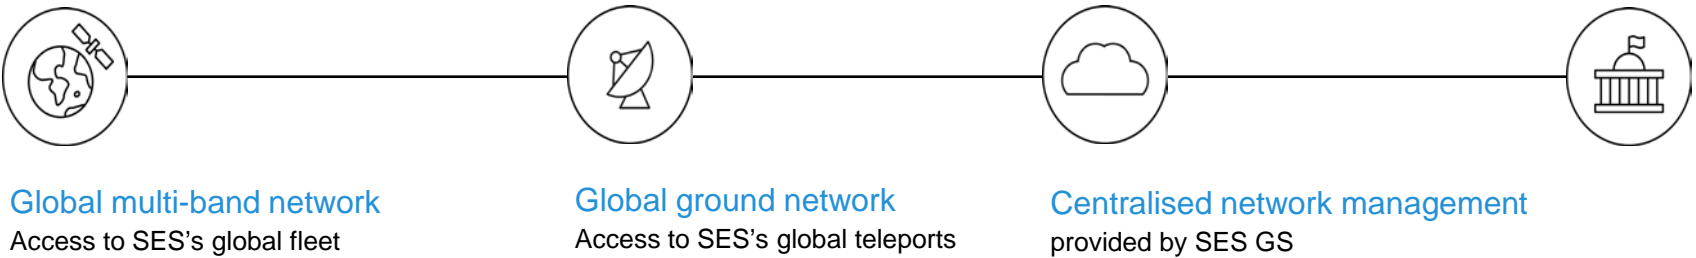 Global multi-band network
Access to SES's global fleet
Global ground network
Access to SES's global teleports
Centralised network management
provided by SES GS